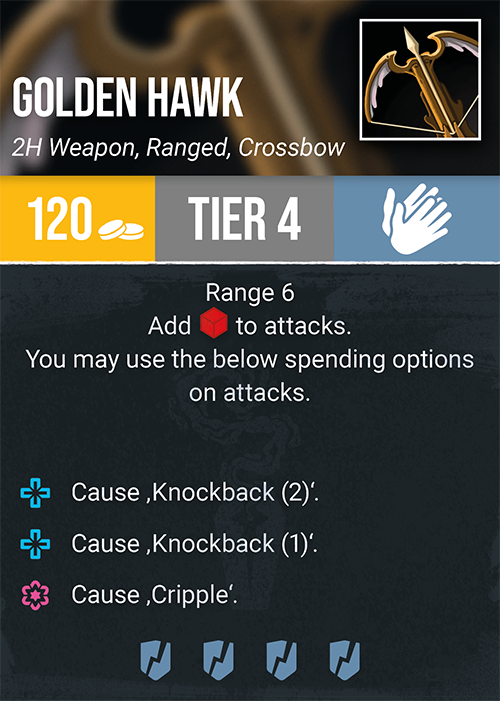 GOLDEN HAWK
2H Weapon, Ranged, Crossbow
120 TIER 4
Range 6
Add to attacks.
You may use the below spending options
on attacks.
Cause ‚Knockback (2)‘.
Cause ‚Knockback (1)‘.
Cause ‚Cripple‘.